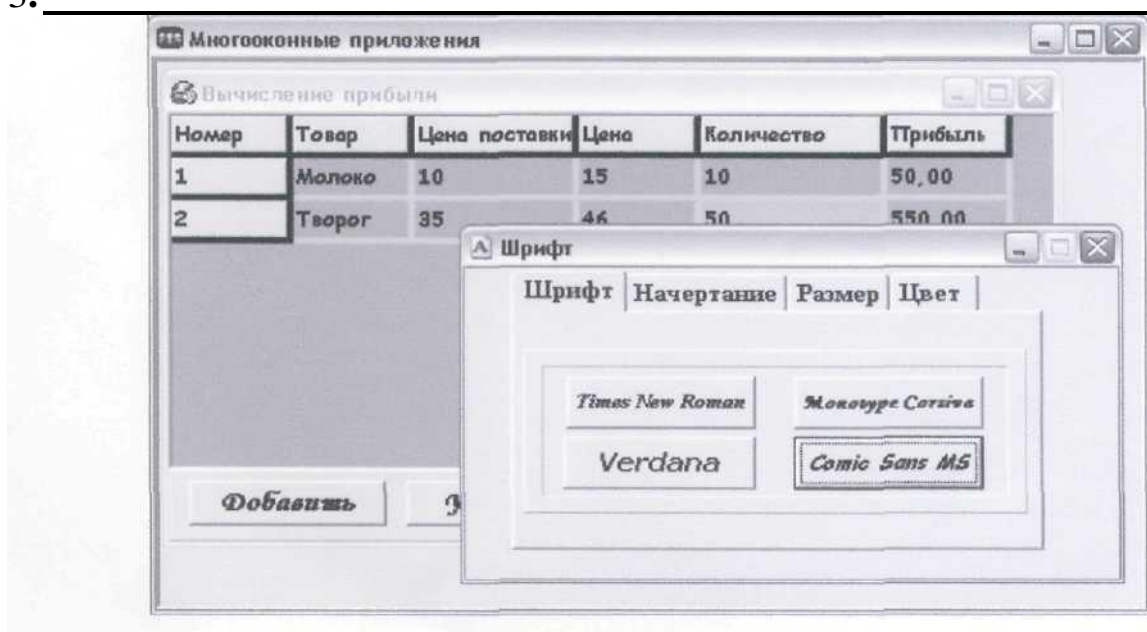 Многооконные приложения
Вычисление прибыли
Номер Товар Цена поставки Цена Количество Прибыль
1 Молоко 10 15 10 50,00
2 Творог 35 46 50 550,00
Шрифт
Шрифт Начертание Размер Цвет
Times New Roman Monotype Corsiva
Verdana Comic Sans MS
Добавить